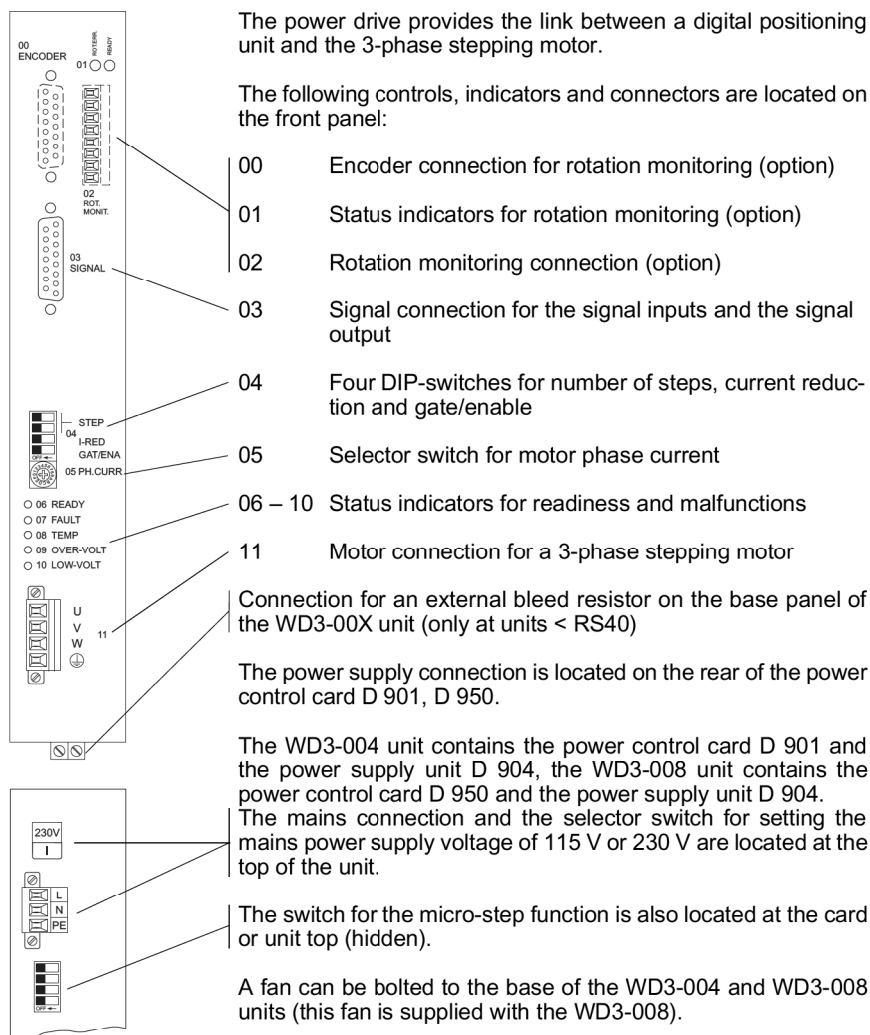 00
ENCODER
ROT.ERR.
READY
01
02
ROT.
MONIT.
03
SIGNAL
STEP
04
I-RED
GAT/ENA
OFF
05 PH.CURR
06 READY
07 FAULT
08 TEMP
09 OVER-VOLT
10 LOW-VOLT
U
V
W
11
230V
I
L
N
PE
OFF
The power drive provides the link between a digital positioning
unit and the 3-phase stepping motor.
The following controls, indicators and connectors are located on
the front panel:
00 Encoder connection for rotation monitoring (option)
01 Status indicators for rotation monitoring (option)
02 Rotation monitoring connection (option)
03 Signal connection for the signal inputs and the signal
output
04 Four DIP-switches for number of steps, current reduc-
tion and gate/enable
05 Selector switch for motor phase current
06 – 10 Status indicators for readiness and malfunctions
11 Motor connection for a 3-phase stepping motor
Connection for an external bleed resistor on the base panel of
the WD3-00X unit (only at units < RS40)
The power supply connection is located on the rear of the power
control card D 901, D 950.
The WD3-004 unit contains the power control card D 901 and
the power supply unit D 904, the WD3-008 unit contains the
power control card D 950 and the power supply unit D 904.
The mains connection and the selector switch for setting the
mains power supply voltage of 115 V or 230 V are located at the
top of the unit.
The switch for the micro-step function is also located at the card
or unit top (hidden).
A fan can be bolted to the base of the WD3-004 and WD3-008
units (this fan is supplied with the WD3-008).